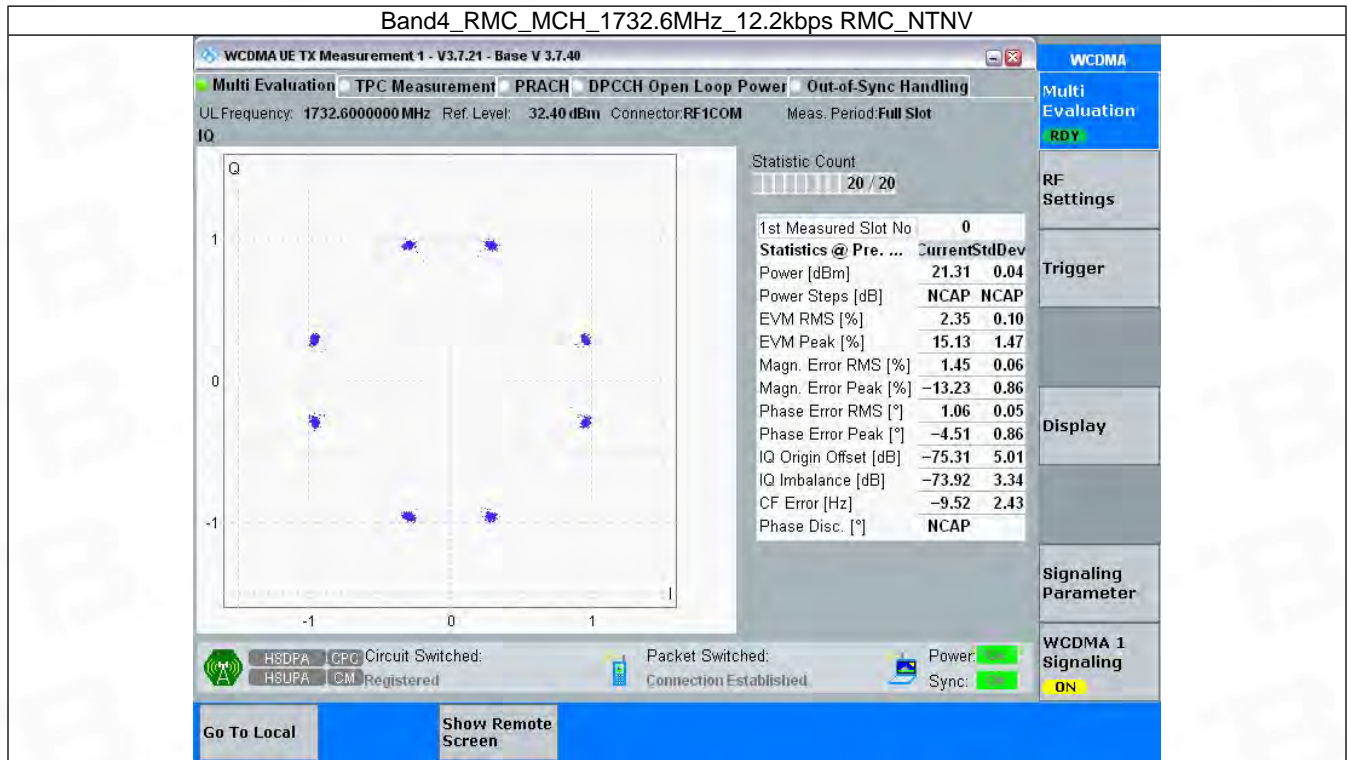 Band4_RMC_MCH_1732.6MHz_12.2kbps RMC_NTNV
WCDMA UE TX Measurement 1 - V3.7.21 - Base V 3.7.40
WCDMA
Multi Evaluation TPC Measurement PRACH DPCCH Open Loop Power Out-of-Sync Handling
Multi
Evaluation
RDY
UL Frequency: 1732.6000000 MHz Ref. Level: 32.40 dBm Connector:RF1COM Meas. Period:Full Slot
IQ
Q
1
0
-1
-1 0 1
I
Statistic Count
20 / 20
1st Measured Slot No 0
Statistics @ Pre. ... CurrentStdDev
Power [dBm] 21.31 0.04
Power Steps [dB] NCAP NCAP
EVM RMS [%] 2.35 0.10
EVM Peak [%] 15.13 1.47
Magn. Error RMS [%] 1.45 0.06
Magn. Error Peak [%] −13.23 0.86
Phase Error RMS [°] 1.06 0.05
Phase Error Peak [°] −4.51 0.86
IQ Origin Offset [dB] −75.31 5.01
IQ Imbalance [dB] −73.92 3.34
CF Error [Hz] −9.52 2.43
Phase Disc. [°] NCAP
RF
Settings
Trigger
Display
Signaling
Parameter
WCDMA 1
Signaling
ON
HSDPA CPC Circuit Switched: Packet Switched: Power:
HSUPA CM Registered Connection Established Sync:
Go To Local
Show Remote
Screen